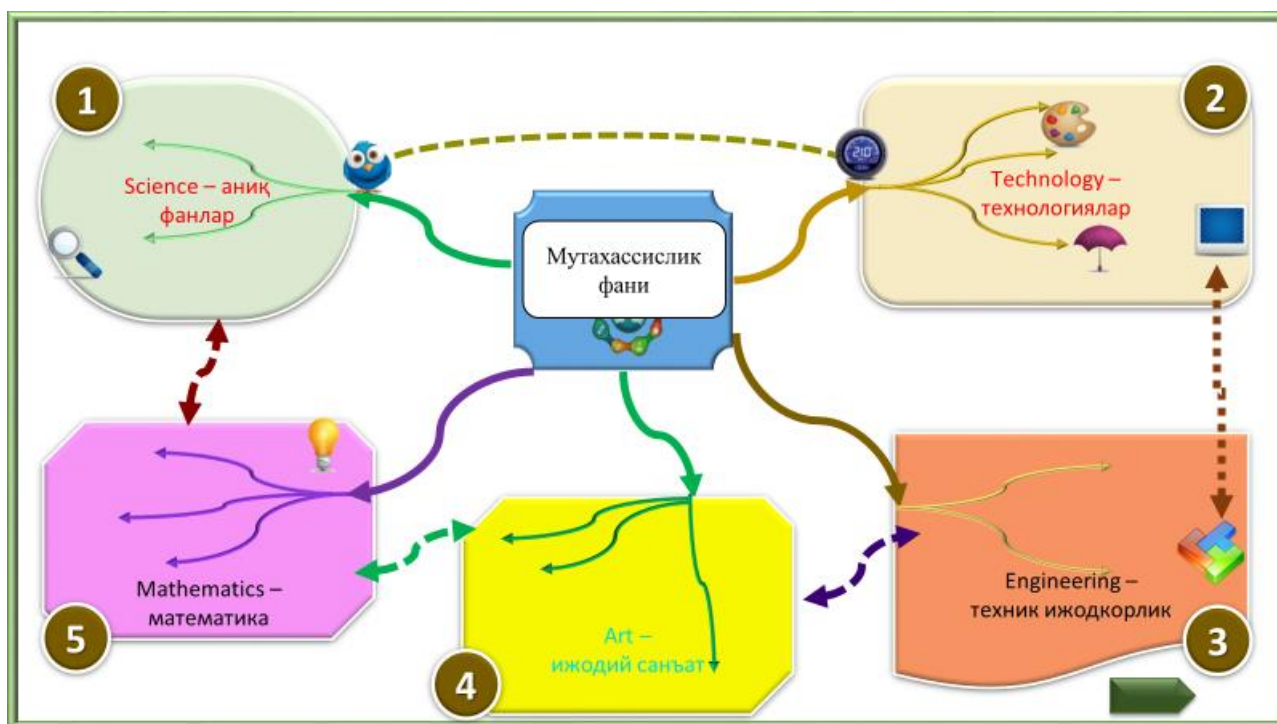 1
Science – аниқ
фанлар
2
210
Technology –
технологиялар
Мутахассислик
фани
5
Mathematics –
математика
4
Art –
ижодий санъат
3
Engineering –
техник ижодкорлик